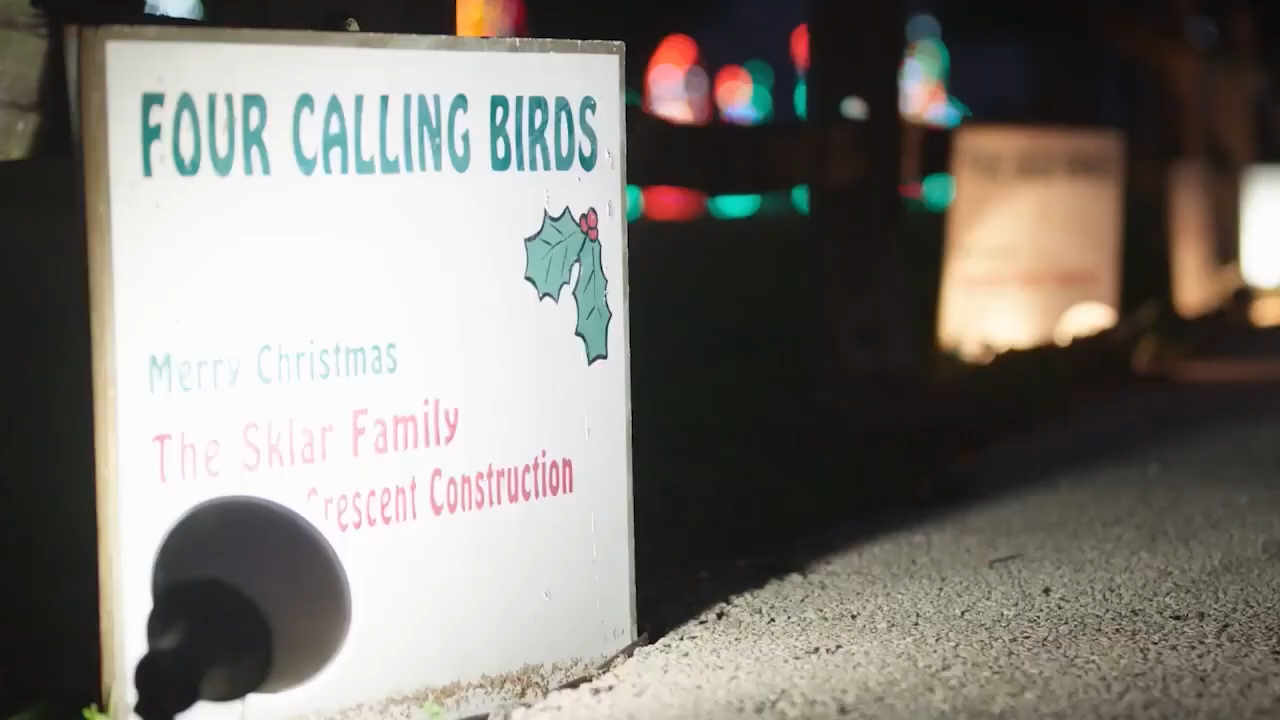 FOUR CALLING BIRDS
Merry Christmas
The Sklar Family
Crescent Construction